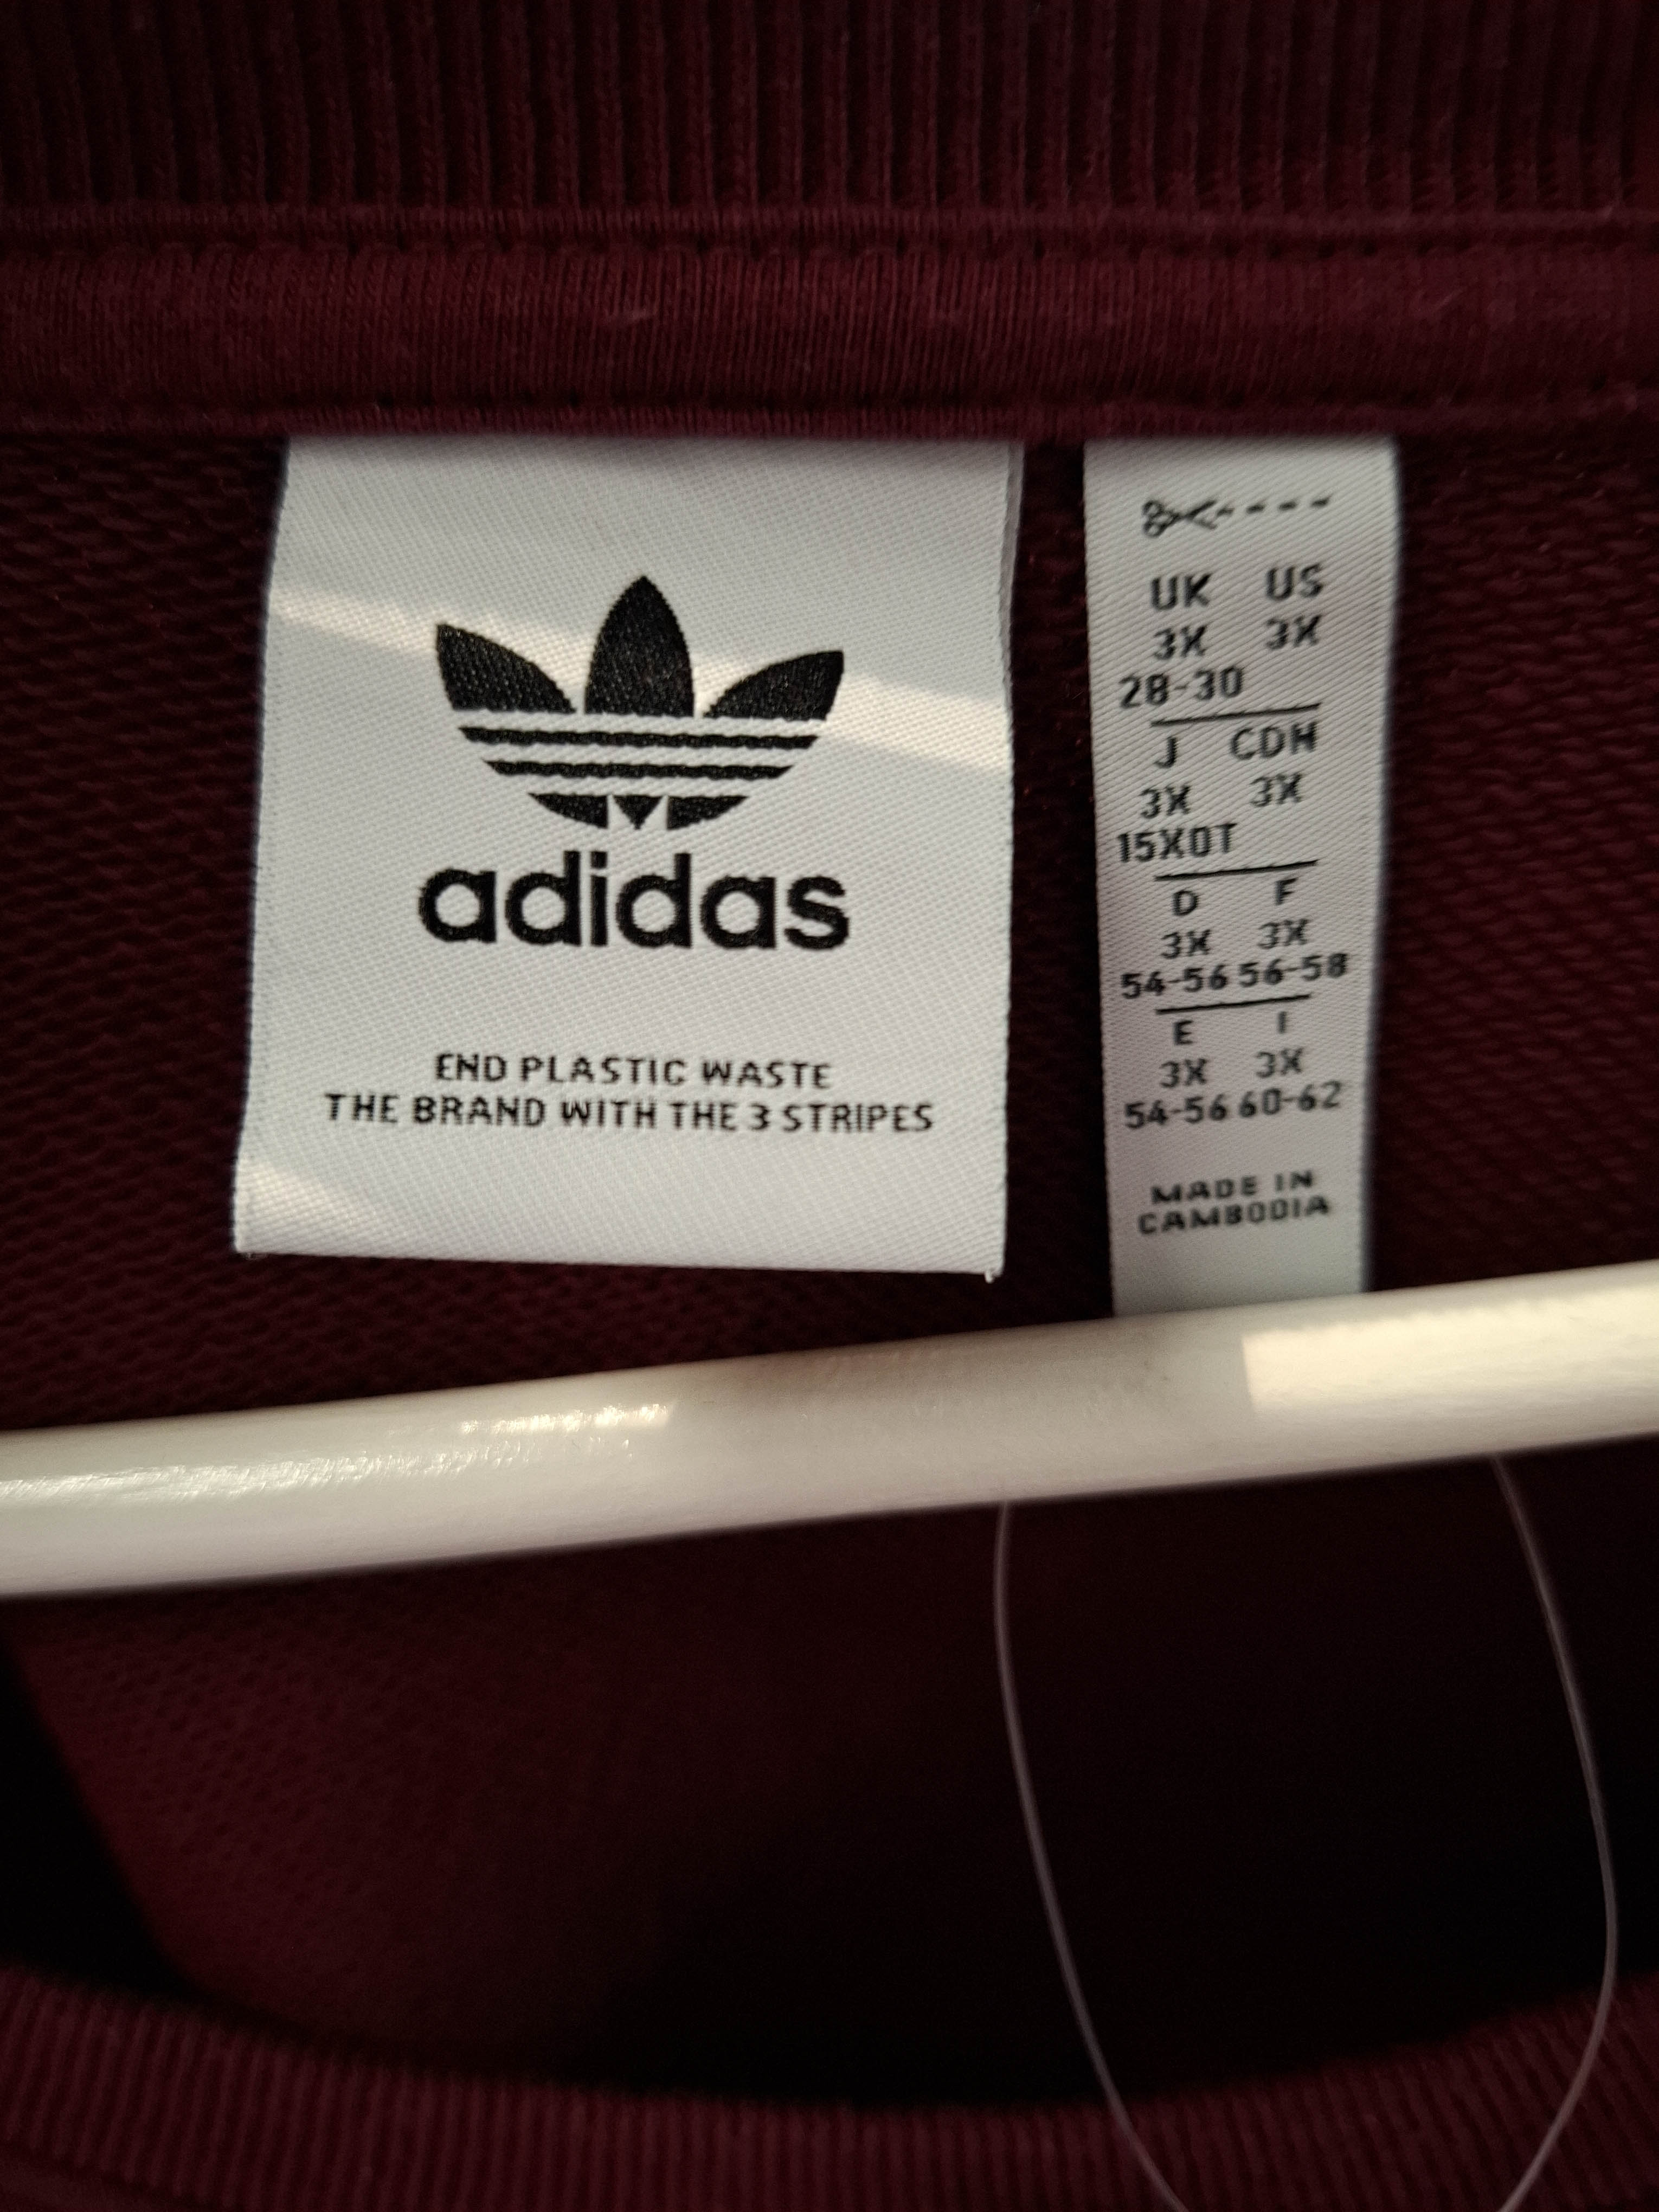 adidas
END PLASTIC WASTE
THE BRAND WITH THE 3 STRIPES
UK US
3X 3X
28-30
J CDN
3X 3X
15XOT
D F
3X 3X
54-56 56-58
E I
3X 3X
54-56 60-62
MADE IN
CAMBODIA